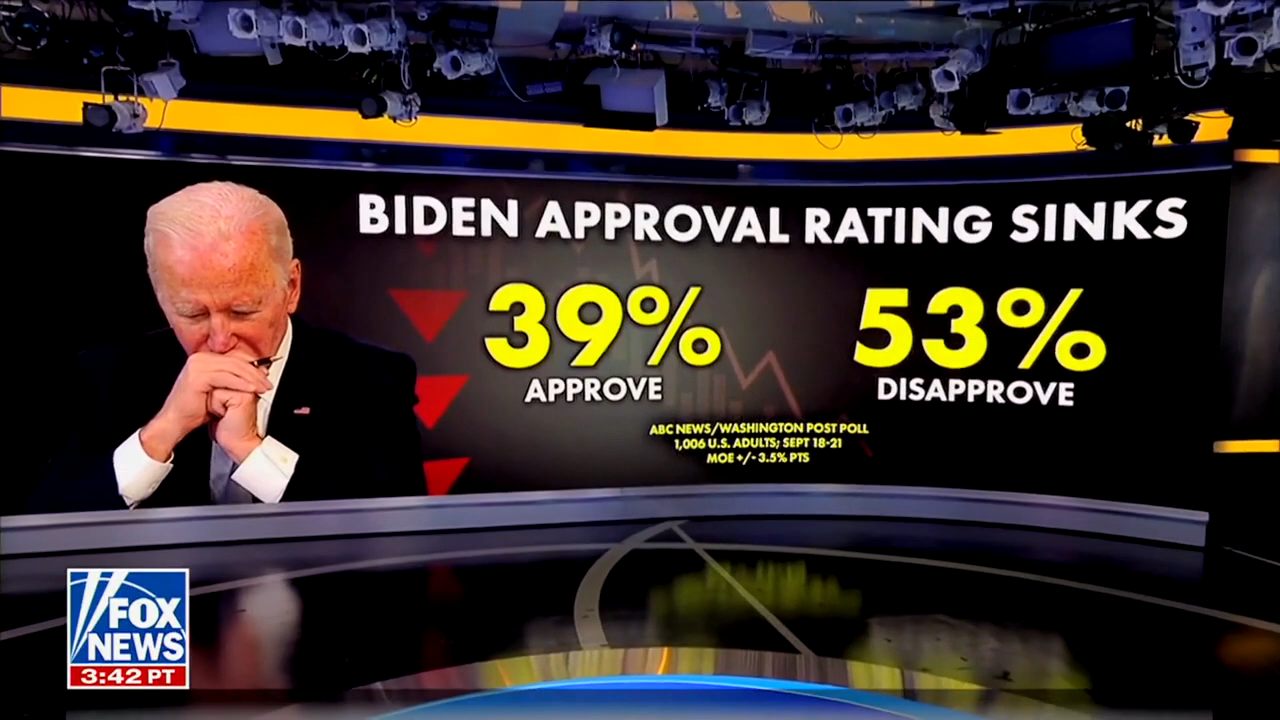 BIDEN APPROVAL RATING SINKS
39%
APPROVE
53%
DISAPPROVE
ABC NEWS/WASHINGTON POST POLL
1,006 U.S. ADULTS; SEPT 18-21
MOE +/- 3.5% PTS
FOX
NEWS
3:42 PT